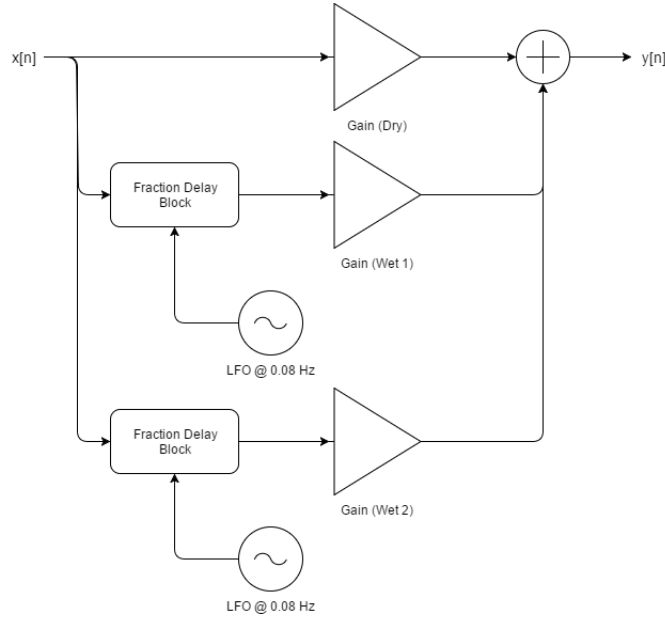 x[n]
y[n]
Gain (Dry)
Fraction Delay
Block
Gain (Wet 1)
LFO @ 0.08 Hz
Fraction Delay
Block
Gain (Wet 2)
LFO @ 0.08 Hz